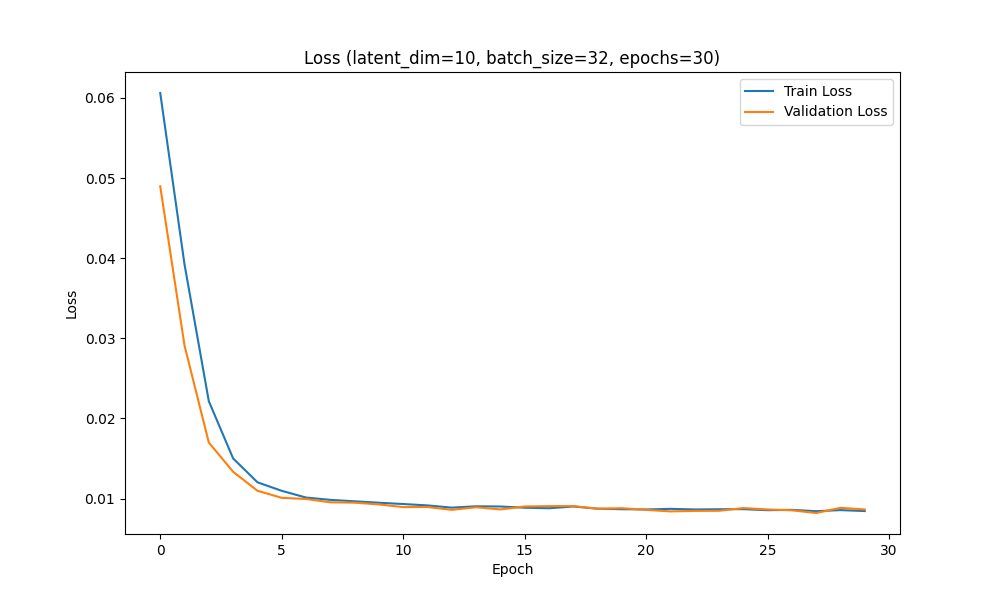 Loss (latent_dim=10, batch_size=32, epochs=30)
Train Loss
Validation Loss
0.06
0.05
0.04
0.03
0.02
0.01
Loss
0 5 10 15 20 25 30
Epoch